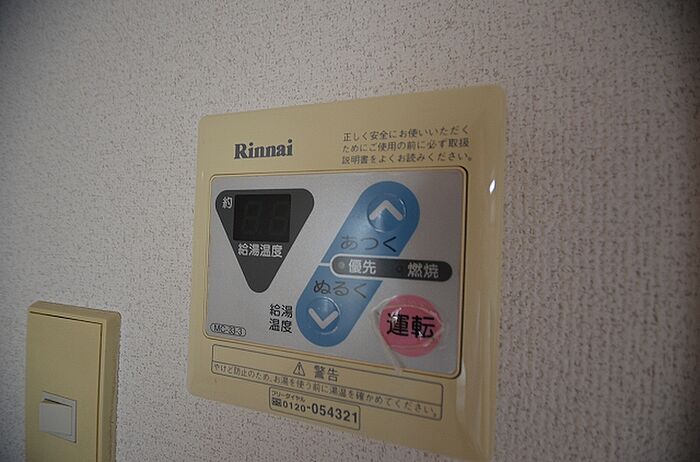 Rinnai
正しく安全にお使いいただく
ためにご使用の前に必ず取扱
説明書をよくお読みください。
約
給湯温度
あつく
優先
燃焼
ぬるく
給湯
温度
MC-33-3
運転
警告
やけど防止のため、お湯を使う前に湯温を確かめてください。
フリーダイヤル
0120-054321